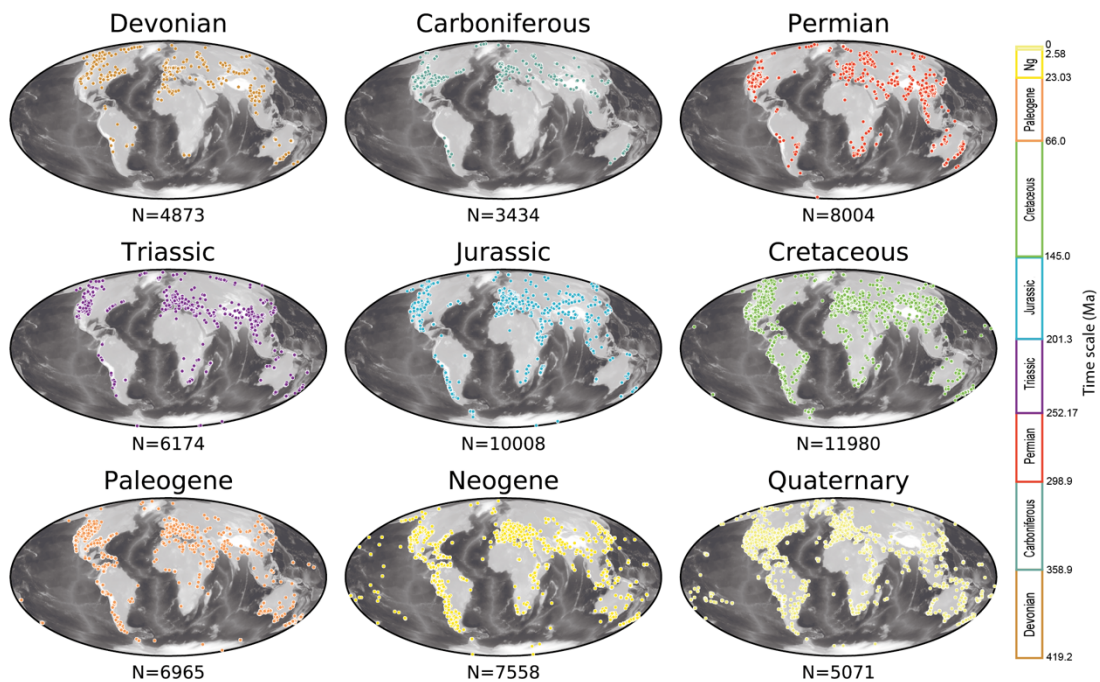 Devonian
Carboniferous
Permian
N=4873
N=3434
N=8004
Triassic
Jurassic
Cretaceous
N=6174
N=10008
N=11980
Paleogene
Neogene
Quaternary
N=6965
N=7558
N=5071
0
2.58
Ng
23.03
Paleogene
66.0
Cretaceous
145.0
Jurassic
201.3
Triassic
252.17
Permian
298.9
Carboniferous
358.9
Devonian
419.2
Time scale (Ma)